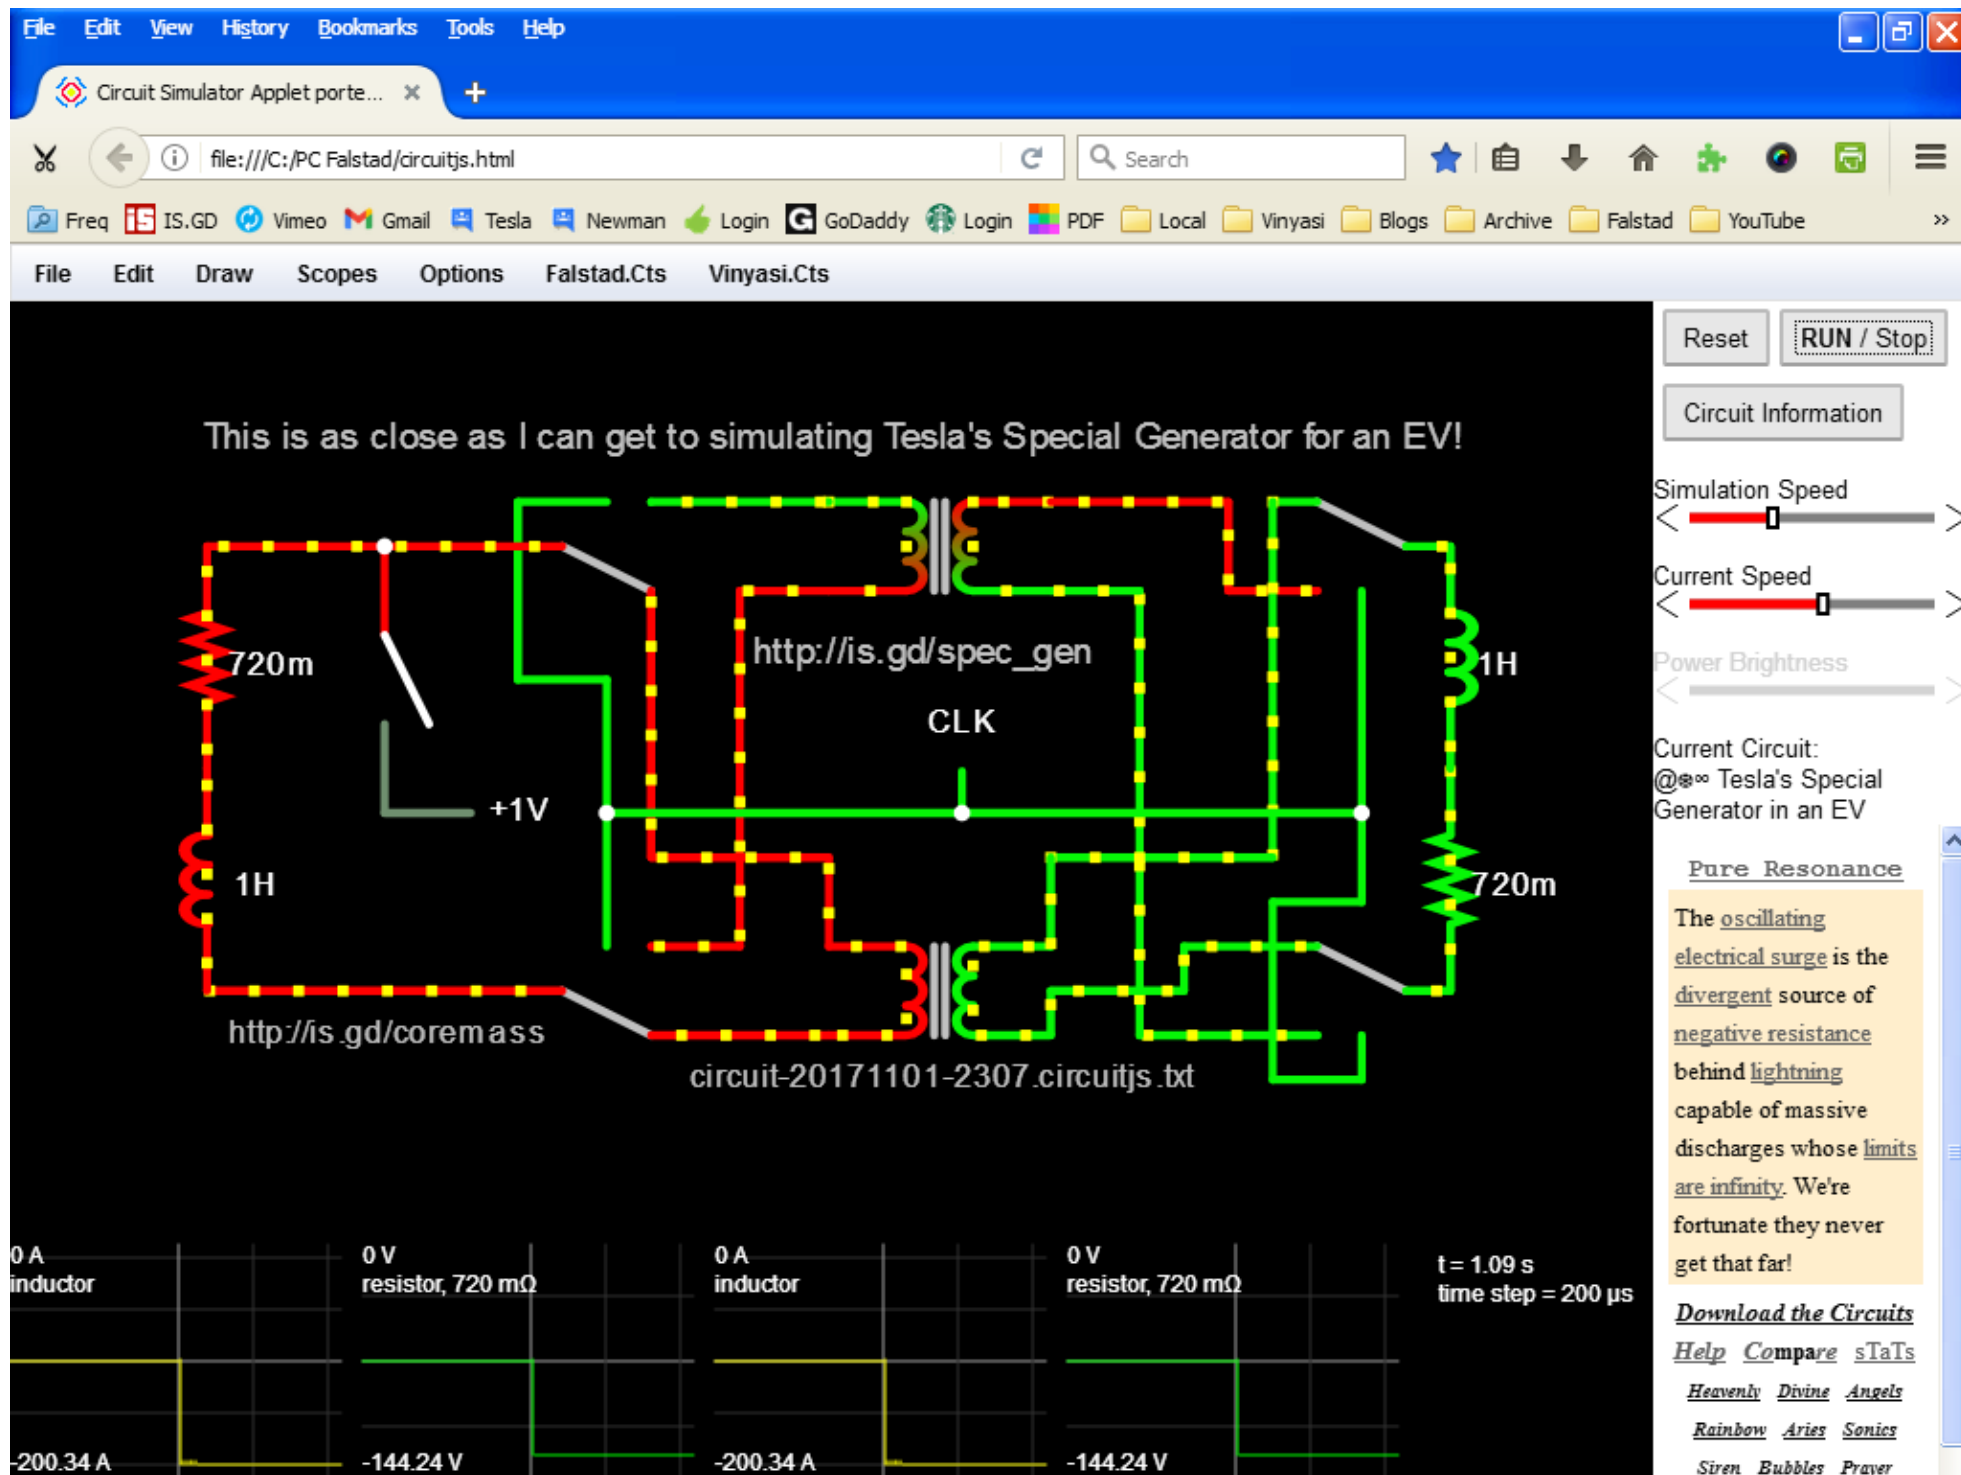 File Edit View History Bookmarks Tools Help
Circuit Simulator Applet porte...
file:///C:/PC Falstad/circuitjs.html
Search
Freq IS.GD Vimeo Gmail Tesla Newman Login GoDaddy Login PDF Local Vinyasi Blogs Archive Falstad YouTube »
File Edit Draw Scopes Options Falstad.Cts Vinyasi.Cts
Reset RUN / Stop
Circuit Information
This is as close as I can get to simulating Tesla's Special Generator for an EV!
Simulation Speed
Current Speed
Power Brightness
720m
http://is.gd/spec_gen
1H
CLK
+1V
1H
720m
http://is.gd/coremass
circuit-20171101-2307.circuitjs.txt
Current Circuit:
@❄∞ Tesla's Special
Generator in an EV
Pure Resonance
The oscillating
electrical surge is the
divergent source of
negative resistance
behind lightning
capable of massive
discharges whose limits
are infinity. We're
fortunate they never
get that far!
Download the Circuits
Help Compare sTaTs
Heavenly Divine Angels
Rainbow Aries Sonics
Siren Bubbles Prayer
0 A
inductor
-200.34 A
0 V
resistor, 720 mΩ
-144.24 V
0 A
inductor
-200.34 A
0 V
resistor, 720 mΩ
-144.24 V
t = 1.09 s
time step = 200 µs